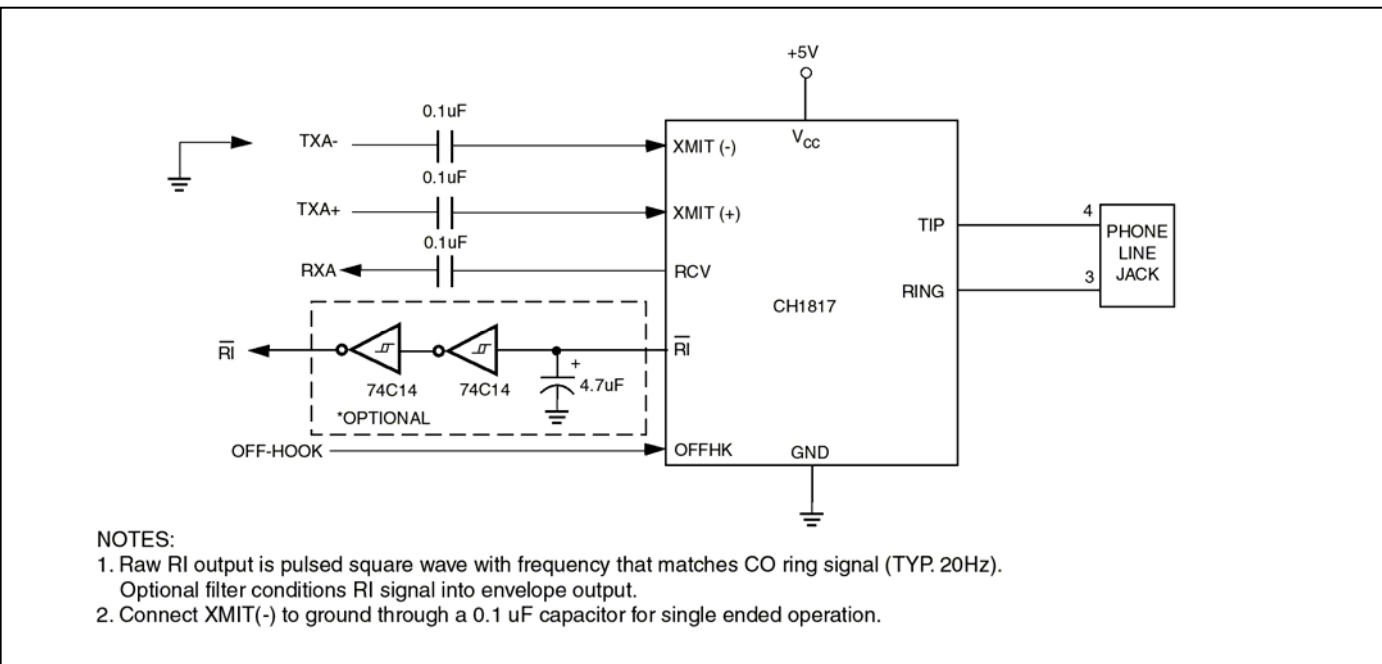 +5V
0.1uF
TXA-
XMIT (-)
VCC
0.1uF
TXA+
XMIT (+)
TIP
4
PHONE
LINE
JACK
0.1uF
RXA
RCV
RING
3
CH1817
RI
RI
+
4.7uF
74C14
74C14
*OPTIONAL
OFF-HOOK
OFFHK
GND
NOTES:
1. Raw RI output is pulsed square wave with frequency that matches CO ring signal (TYP. 20Hz).
Optional filter conditions RI signal into envelope output.
2. Connect XMIT(-) to ground through a 0.1 uF capacitor for single ended operation.